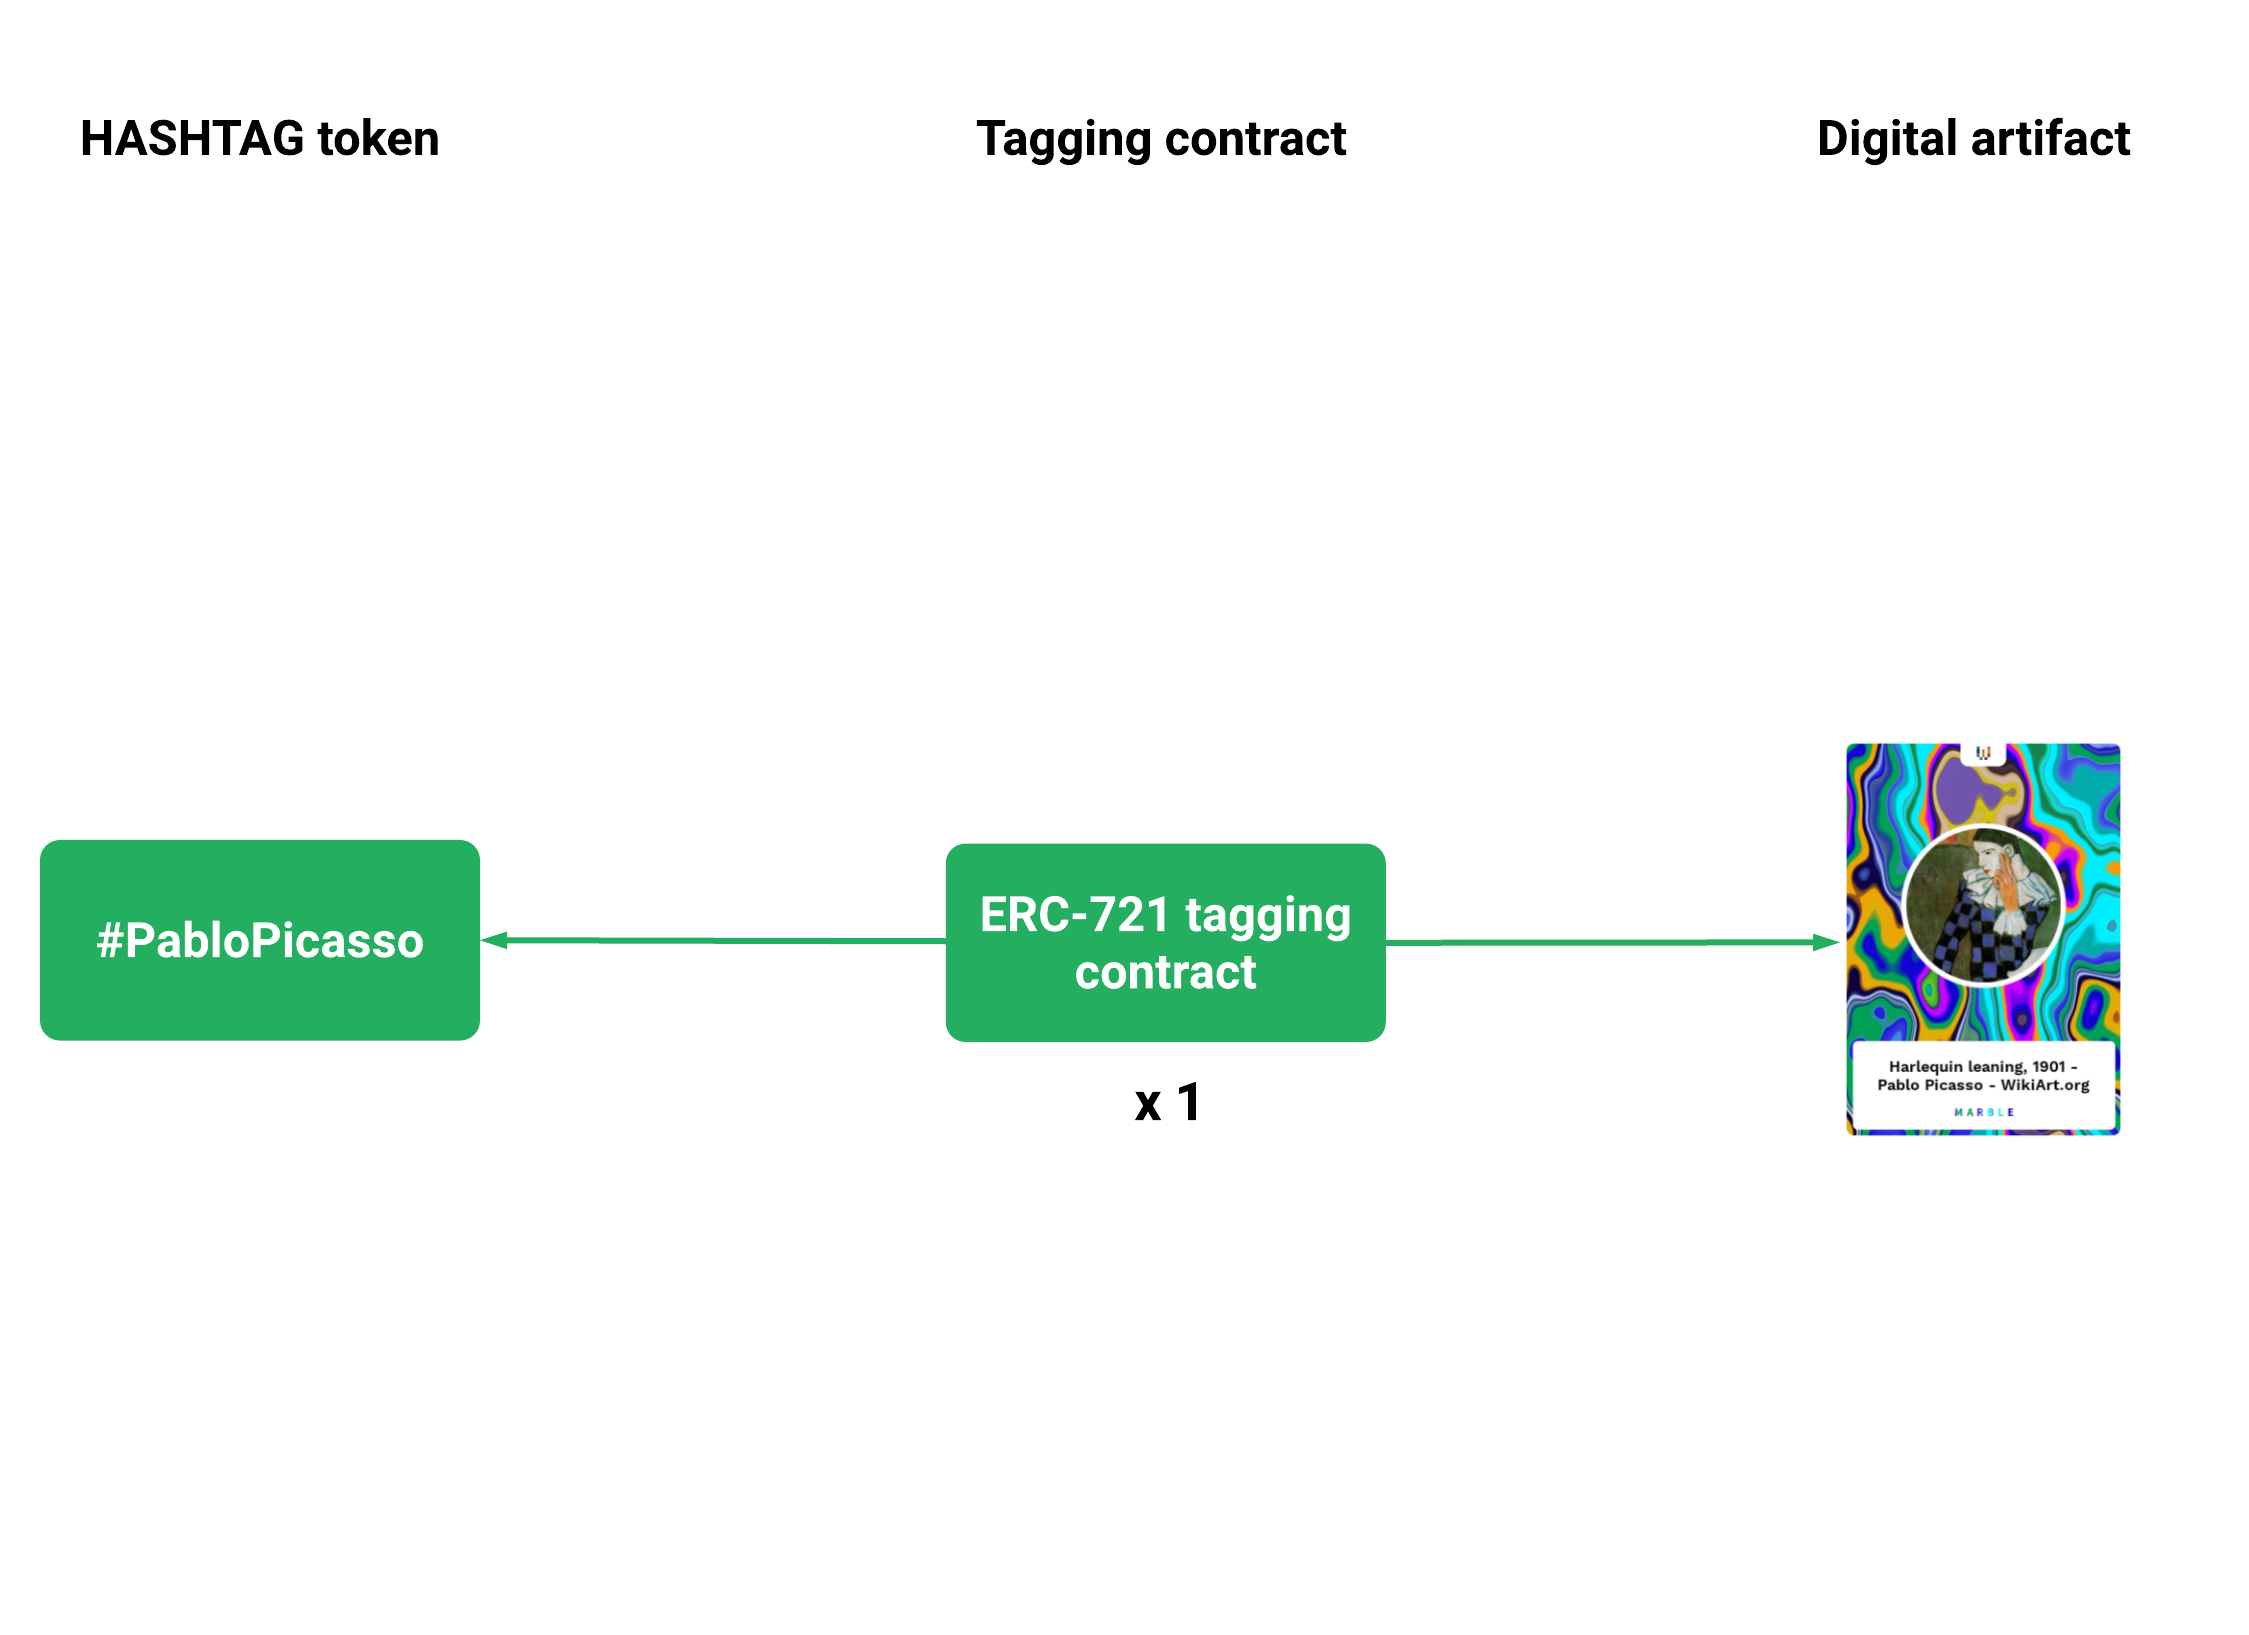 HASHTAG token
Tagging contract
Digital artifact
#PabloPicasso
ERC-721 tagging
contract
x 1
Harlequin leaning, 1901 -
Pablo Picasso - WikiArt.org
MARBLE